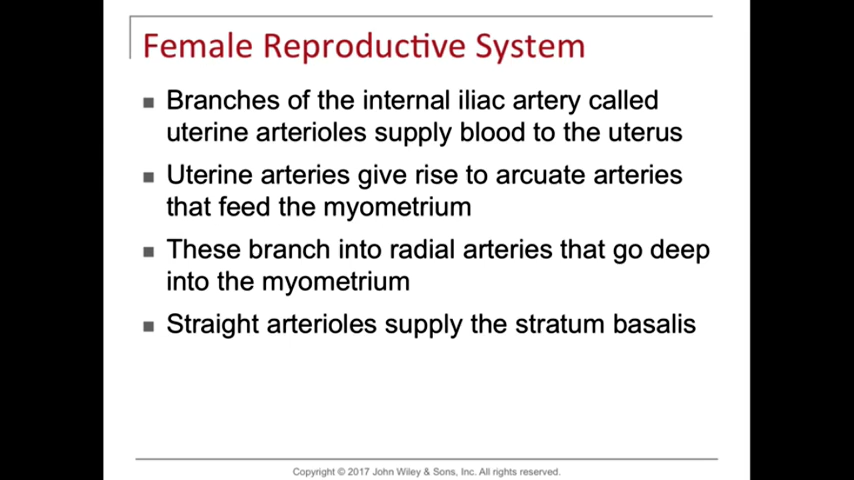 Female Reproductive System
■ Branches of the internal iliac artery called
uterine arterioles supply blood to the uterus
■ Uterine arteries give rise to arcuate arteries
that feed the myometrium
■ These branch into radial arteries that go deep
into the myometrium
■ Straight arterioles supply the stratum basalis
Copyright © 2017 John Wiley & Sons, Inc. All rights reserved.